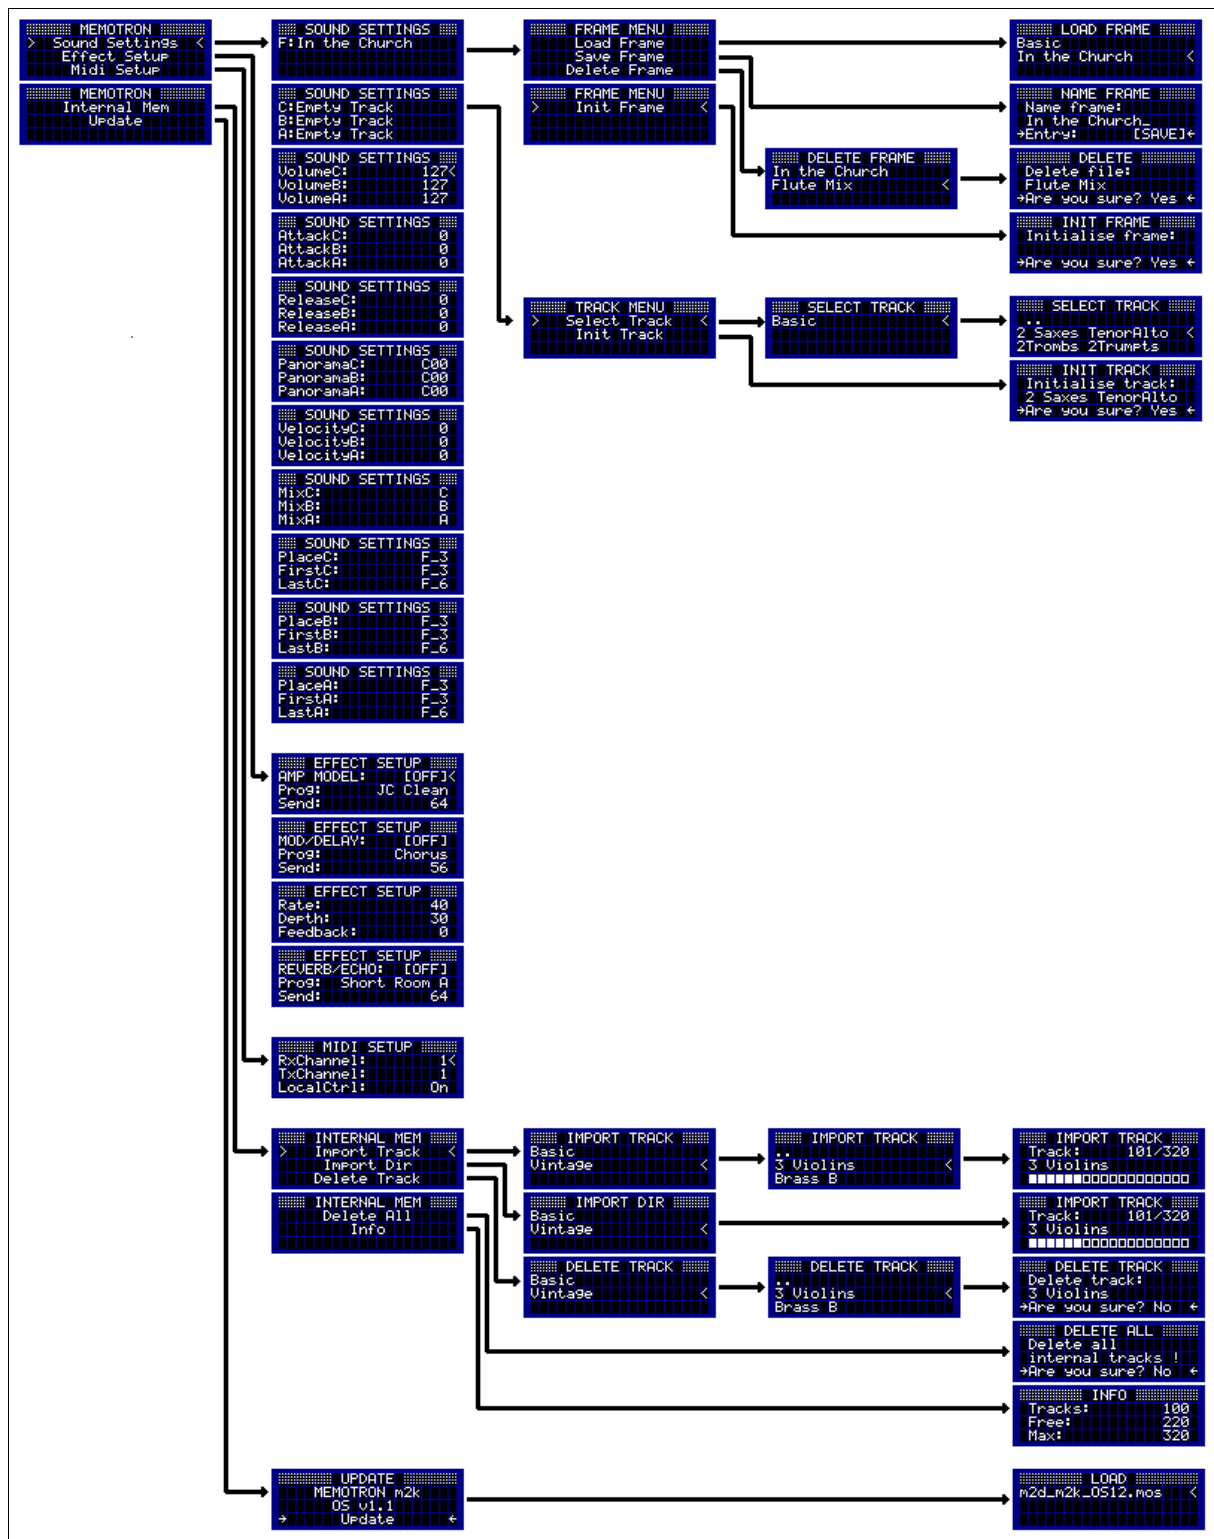 MEMOTRON
> Sound Settings <
Effect Setup
Midi Setup
MEMOTRON
Internal Mem
Update
SOUND SETTINGS
F:In the Church
SOUND SETTINGS
C:Empty Track
B:Empty Track
A:Empty Track
SOUND SETTINGS
VolumeC: 127<
VolumeB: 127
VolumeA: 127
SOUND SETTINGS
AttackC: 0
AttackB: 0
AttackA: 0
SOUND SETTINGS
ReleaseC: 0
ReleaseB: 0
ReleaseA: 0
SOUND SETTINGS
PanoramaC: C00
PanoramaB: C00
PanoramaA: C00
SOUND SETTINGS
VelocityC: 0
VelocityB: 0
VelocityA: 0
SOUND SETTINGS
MixC: C
MixB: B
MixA: A
SOUND SETTINGS
PlaceC: F_3
FirstC: F_3
LastC: F_6
SOUND SETTINGS
PlaceB: F_3
FirstB: F_3
LastB: F_6
SOUND SETTINGS
PlaceA: F_3
FirstA: F_3
LastA: F_6
FRAME MENU
Load Frame
Save Frame
Delete Frame
FRAME MENU
> Init Frame <
LOAD FRAME
Basic
In the Church <
NAME FRAME
Name frame:
In the Church_
→Entry: [SAVE]←
DELETE FRAME
In the Church
Flute Mix <
DELETE
Delete file:
Flute Mix
→Are you sure? Yes ←
INIT FRAME
Initialise frame:
→Are you sure? Yes ←
TRACK MENU
> Select Track <
Init Track
SELECT TRACK
Basic <
SELECT TRACK
..
2 Saxes TenorAlto <
2Trombs 2Trumpts
INIT TRACK
Initialise track:
2 Saxes TenorAlto
→Are you sure? Yes ←
EFFECT SETUP
AMP MODEL: [OFF]<
Prog: JC Clean
Send: 64
EFFECT SETUP
MOD/DELAY: [OFF]
Prog: Chorus
Send: 56
EFFECT SETUP
Rate: 40
Depth: 30
Feedback: 0
EFFECT SETUP
REVERB/ECHO: [OFF]
Prog: Short Room A
Send: 64
MIDI SETUP
RxChannel: 1<
TxChannel: 1
LocalCtrl: On
INTERNAL MEM
> Import Track <
Import Dir
Delete Track
INTERNAL MEM
Delete All
Info
IMPORT TRACK
Basic
Vintage <
IMPORT TRACK
..
3 Violins <
Brass B
IMPORT TRACK
Track: 101/320
3 Violins
IMPORT DIR
Basic
Vintage <
IMPORT TRACK
Track: 101/320
3 Violins
DELETE TRACK
Basic
Vintage <
DELETE TRACK
..
3 Violins <
Brass B
DELETE TRACK
Delete track:
3 Violins
→Are you sure? No ←
DELETE ALL
Delete all
internal tracks !
→Are you sure? No ←
INFO
Tracks: 100
Free: 220
Max: 320
UPDATE
MEMOTRON m2k
OS v1.1
→ Update ←
LOAD
m2d_m2k_OS12.mos <